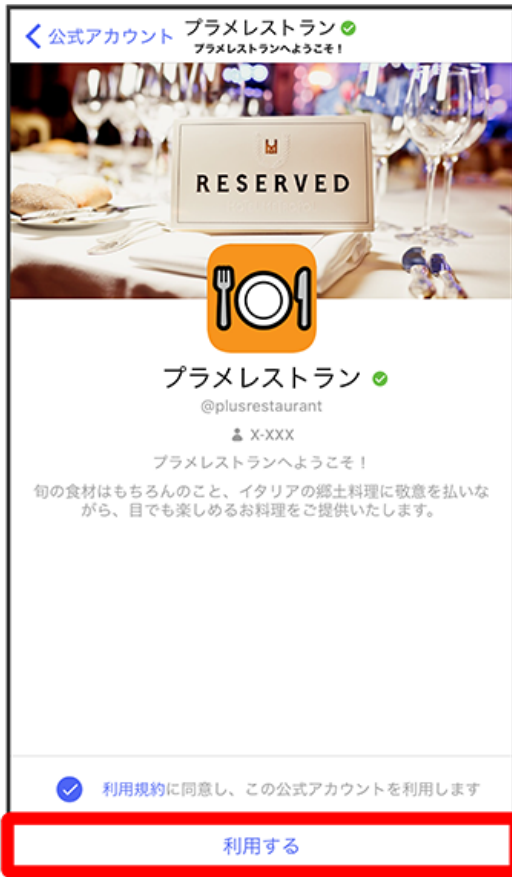 公式アカウント
プラメレストラン
プラメレストランへようこそ!
RESERVED
プラメレストラン
@plusrestaurant
X-XXX
プラメレストランへようこそ!
旬の食材はもちろんのこと、イタリアの郷土料理に敬意を払いな
がら、目でも楽しめるお料理をご提供いたします。
利用規約に同意し、この公式アカウントを利用します
利用する